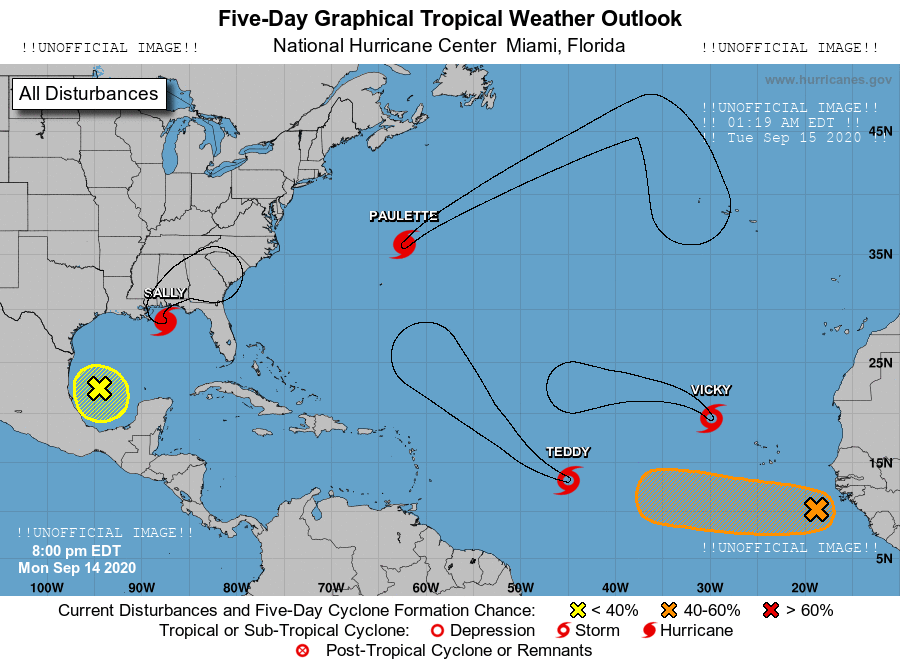 Five-Day Graphical Tropical Weather Outlook
!!UNOFFICIAL IMAGE!! National Hurricane Center Miami, Florida !!UNOFFICIAL IMAGE!!
All Disturbances
www.hurricanes.gov
!!UNOFFICIAL IMAGE!!
!! 01:19 AM EDT !!
!! Tue Sep 15 2020 !!
45N
PAULETTE
35N
SALLY
25N
VICKY
TEDDY
15N
!!UNOFFICIAL IMAGE!!
8:00 pm EDT
Mon Sep 14 2020
!!UNOFFICIAL IMAGE!!
5N
100W 90W 80W 70W 60W 50W 40W 30W 20W
Current Disturbances and Five-Day Cyclone Formation Chance: < 40% 40-60% > 60%
Tropical or Sub-Tropical Cyclone: Depression Storm Hurricane
Post-Tropical Cyclone or Remnants